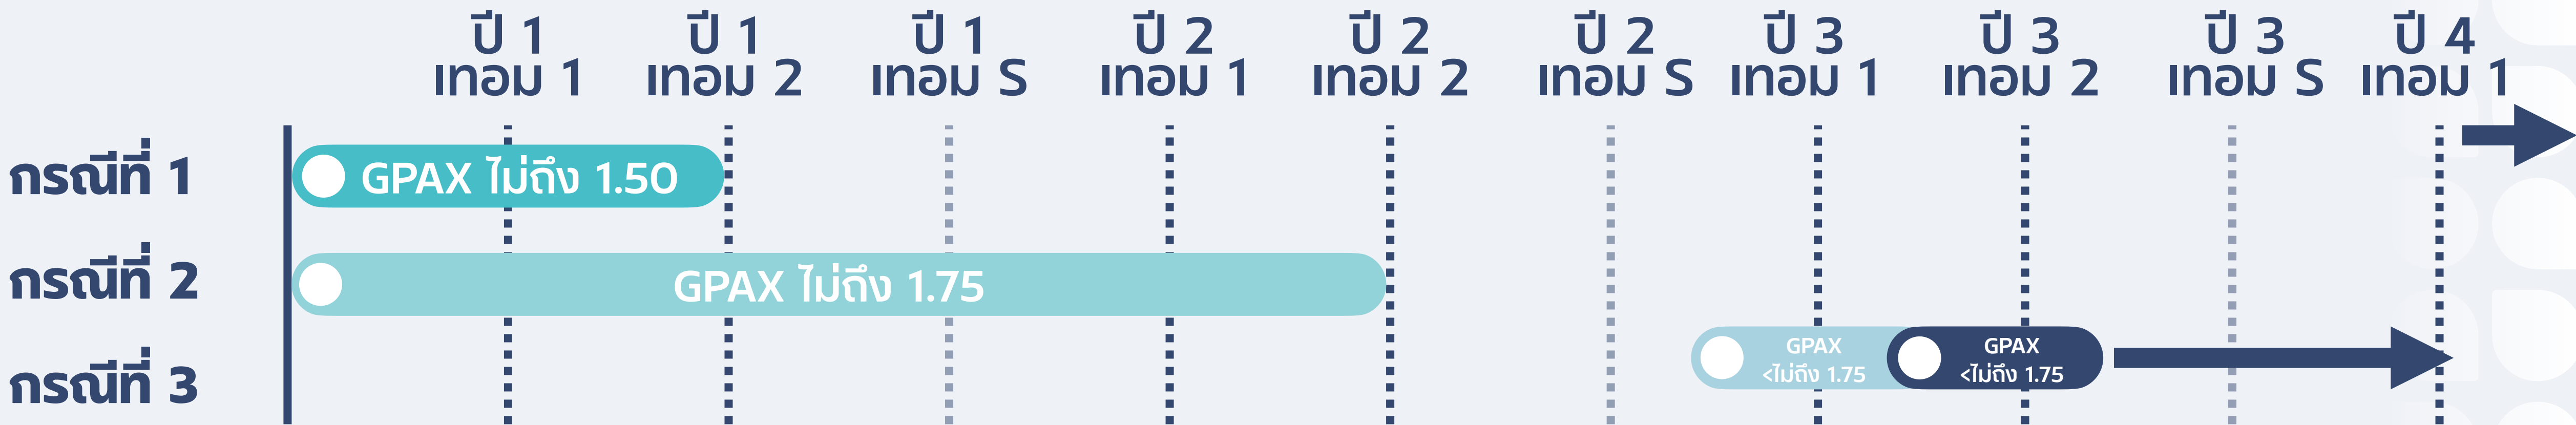 ปี 1
เทอม 1
ปี 1
เทอม 2
ปี 1
เทอม S
ปี 2
เทอม 1
ปี 2
เทอม 2
ปี 2
เทอม S
ปี 3
เทอม 1
ปี 3
เทอม 2
ปี 3
เทอม S
ปี 4
เทอม 1
กรณีที่ 1
GPAX ไม่ถึง 1.50
กรณีที่ 2
GPAX ไม่ถึง 1.75
กรณีที่ 3
GPAX
<ไม่ถึง 1.75
GPAX
<ไม่ถึง 1.75